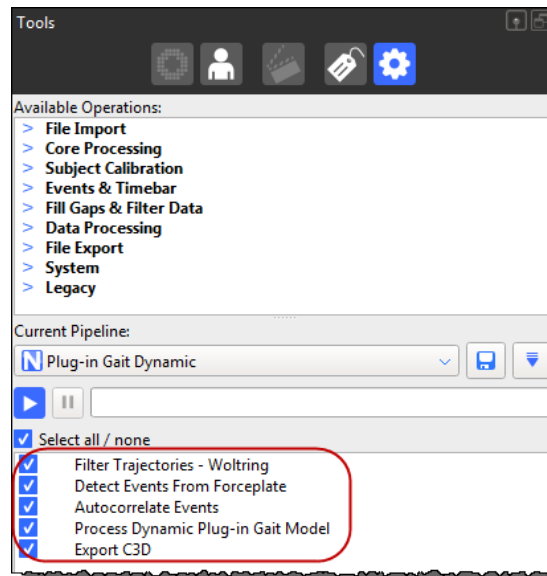 Tools
Available Operations:
> File Import
> Core Processing
> Subject Calibration
> Events & Timebar
> Fill Gaps & Filter Data
> Data Processing
> File Export
> System
> Legacy
Current Pipeline:
N Plug-in Gait Dynamic
Select all / none
Filter Trajectories - Woltring
Detect Events From Forceplate
Autocorrelate Events
Process Dynamic Plug-in Gait Model
Export C3D